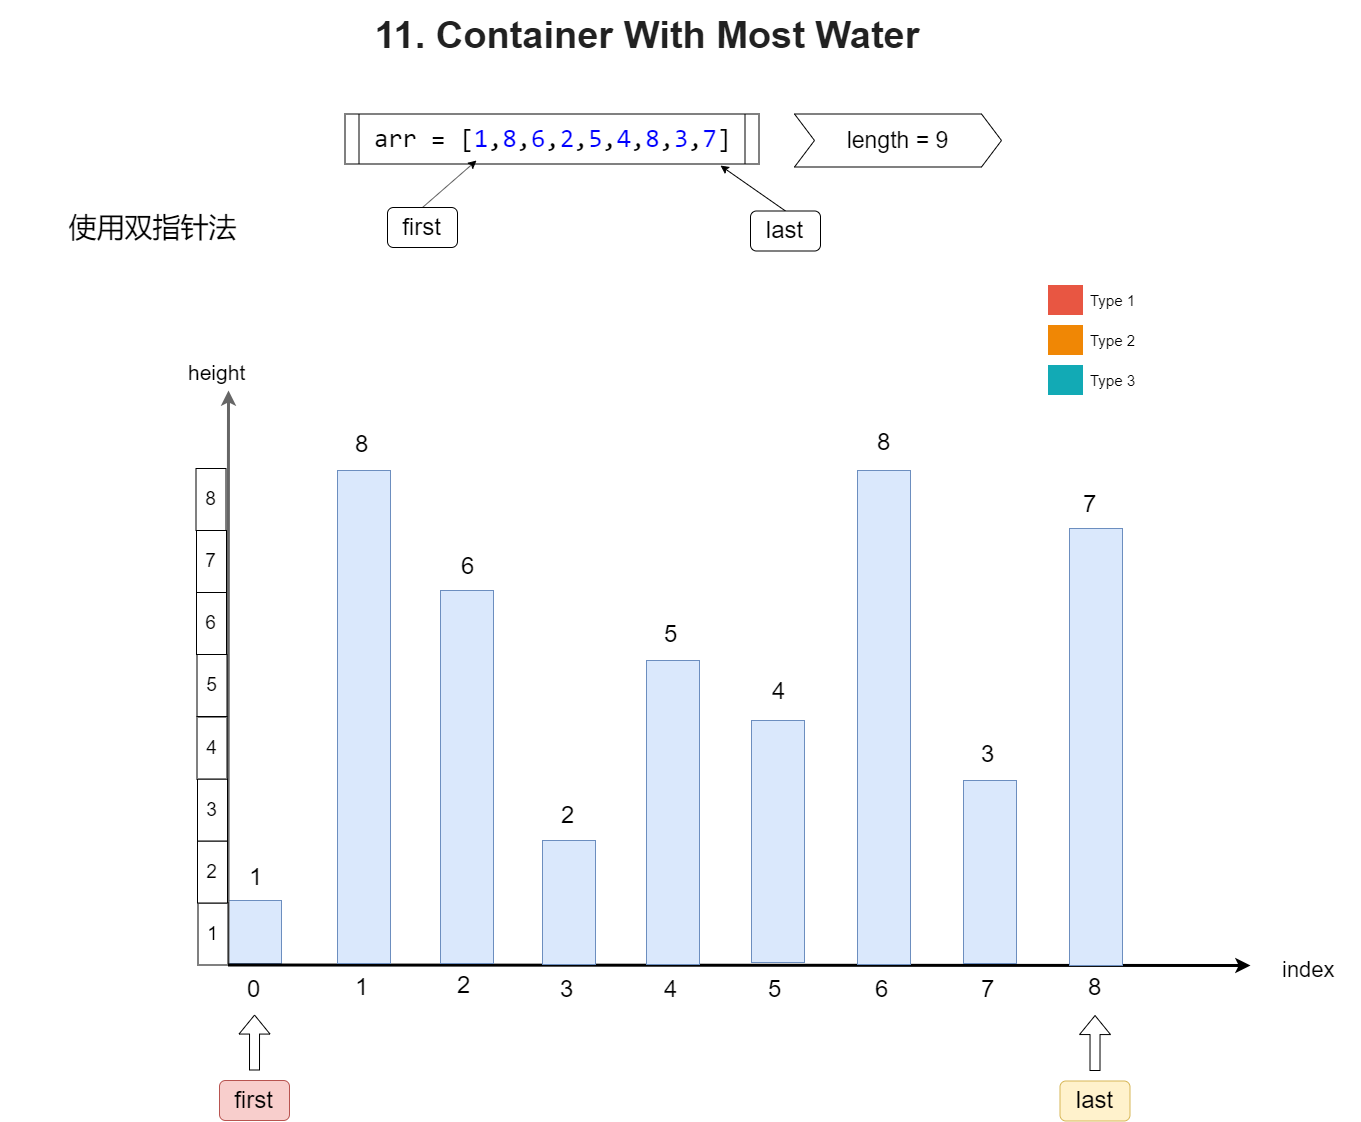 11. Container With Most Water
arr = [1,8,6,2,5,4,8,3,7]
length = 9
使用双指针法
first
last
Type 1
Type 2
Type 3
height
8
8
8
7
7
6
6
5
5
4
4
3
3
2
2
1
1
0
1
2
3
4
5
6
7
8
index
first
last